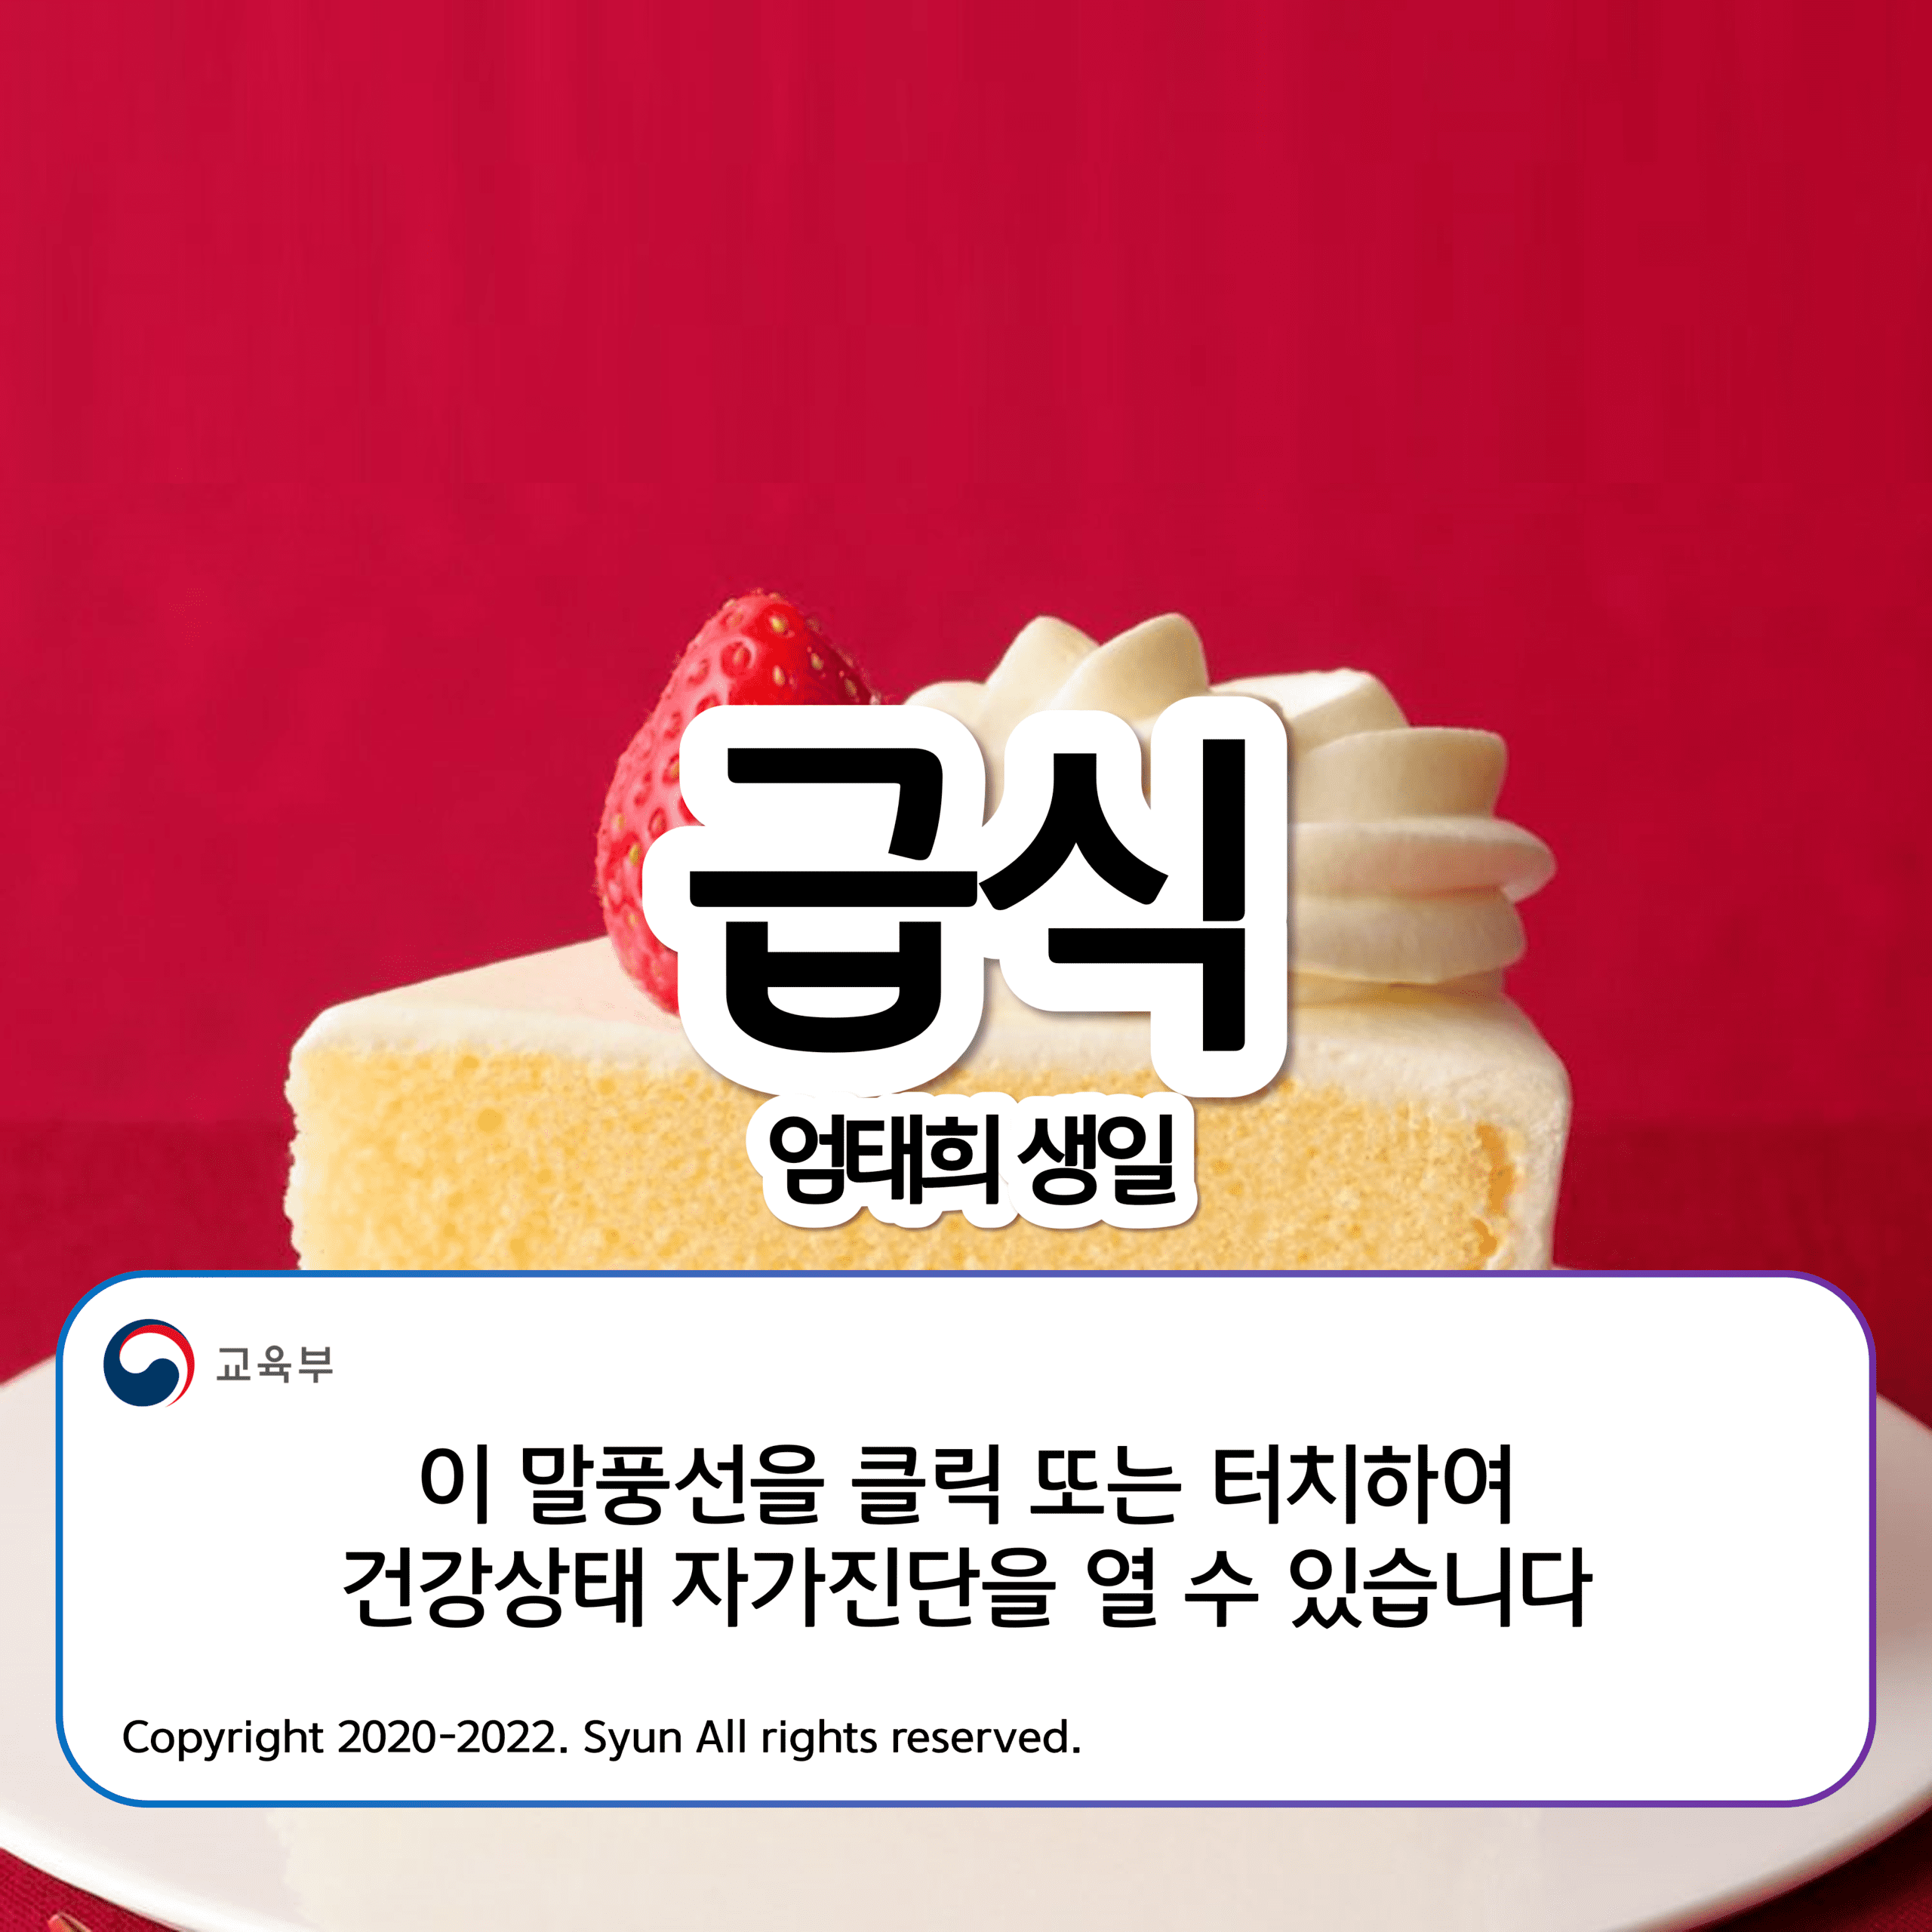 급식
엄태희 생일
교육부
이 말풍선을 클릭 또는 터치하여
건강상태 자가진단을 열 수 있습니다
Copyright 2020-2022. Syun All rights reserved.